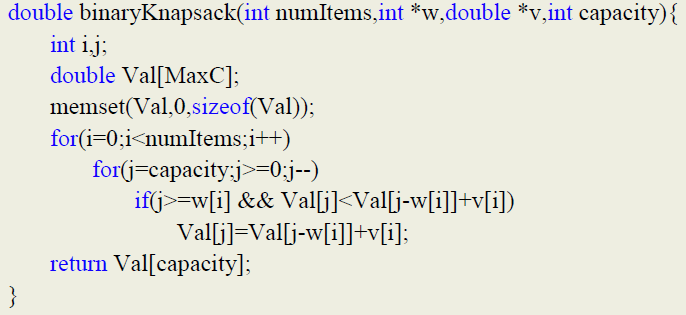 double binaryKnapsack(int numItems,int *w,double *v,int capacity){
int i,j;
double Val[MaxC];
memset(Val,0,sizeof(Val));
for(i=0;i<numItems;i++)
for(j=capacity;j>=0;j--)
if(j>=w[i] && Val[j]<Val[j-w[i]]+v[i])
Val[j]=Val[j-w[i]]+v[i];
return Val[capacity];
}